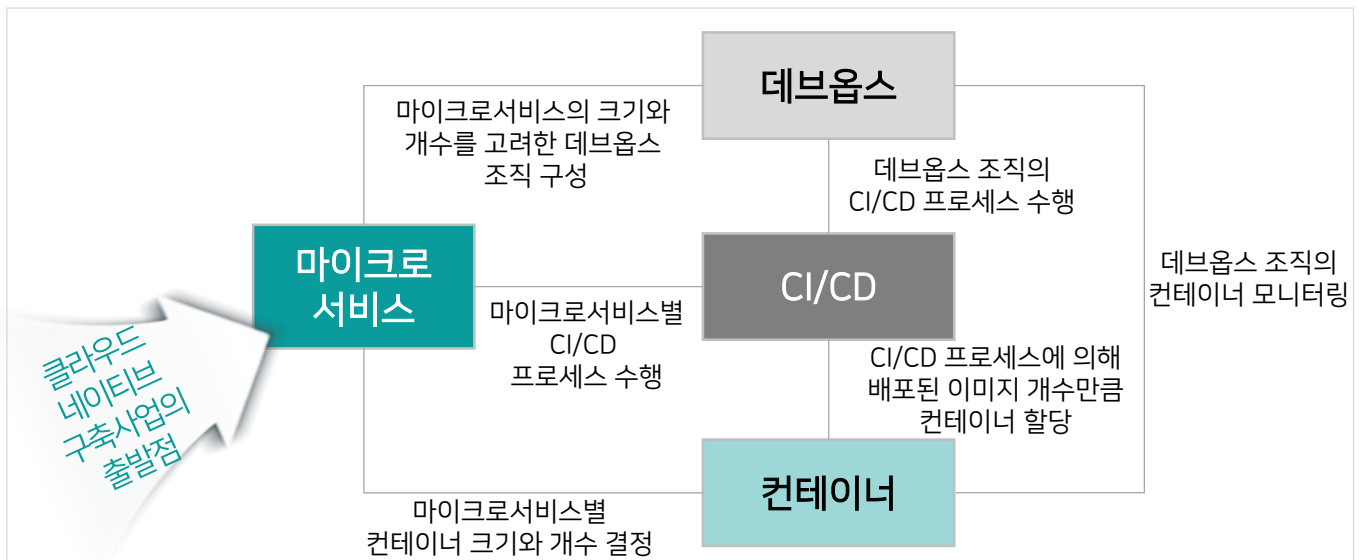 데브옵스
마이크로서비스의 크기와
개수를 고려한 데브옵스
조직 구성
데브옵스 조직의
CI/CD 프로세스 수행
마이크로
서비스
CI/CD
데브옵스 조직의
컨테이너 모니터링
마이크로서비스별
CI/CD
프로세스 수행
CI/CD 프로세스에 의해
배포된 이미지 개수만큼
컨테이너 할당
클라우드
네이티브
구축사업의
출발점
컨테이너
마이크로서비스별
컨테이너 크기와 개수 결정